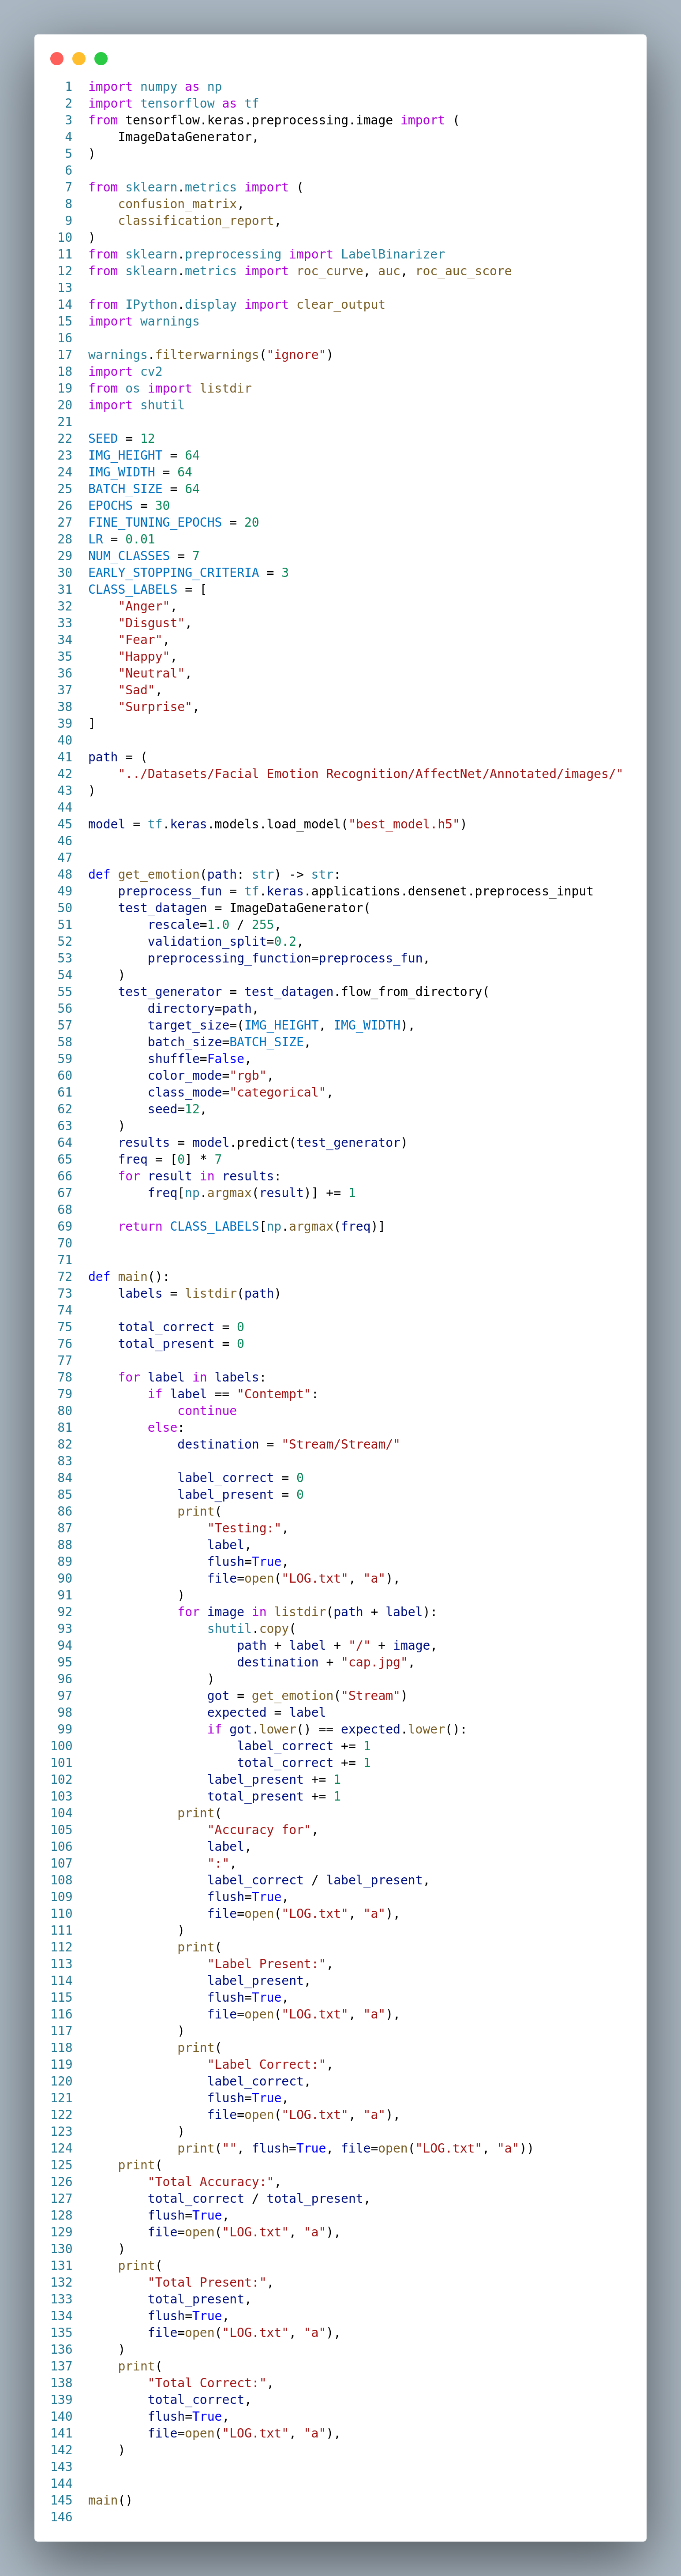 1 import numpy as np
2 import tensorflow as tf
3 from tensorflow.keras.preprocessing.image import (
4     ImageDataGenerator,
5 )
6
7 from sklearn.metrics import (
8     confusion_matrix,
9     classification_report,
10 )
11 from sklearn.preprocessing import LabelBinarizer
12 from sklearn.metrics import roc_curve, auc, roc_auc_score
13
14 from IPython.display import clear_output
15 import warnings
16
17 warnings.filterwarnings("ignore")
18 import cv2
19 from os import listdir
20 import shutil
21
22 SEED = 12
23 IMG_HEIGHT = 64
24 IMG_WIDTH = 64
25 BATCH_SIZE = 64
26 EPOCHS = 30
27 FINE_TUNING_EPOCHS = 20
28 LR = 0.01
29 NUM_CLASSES = 7
30 EARLY_STOPPING_CRITERIA = 3
31 CLASS_LABELS = [
32     "Anger",
33     "Disgust",
34     "Fear",
35     "Happy",
36     "Neutral",
37     "Sad",
38     "Surprise",
39 ]
40
41 path = (
42     "../Datasets/Facial Emotion Recognition/AffectNet/Annotated/images/"
43 )
44
45 model = tf.keras.models.load_model("best_model.h5")
46
47
48 def get_emotion(path: str) -> str:
49     preprocess_fun = tf.keras.applications.densenet.preprocess_input
50     test_datagen = ImageDataGenerator(
51         rescale=1.0 / 255,
52         validation_split=0.2,
53         preprocessing_function=preprocess_fun,
54     )
55     test_generator = test_datagen.flow_from_directory(
56         directory=path,
57         target_size=(IMG_HEIGHT, IMG_WIDTH),
58         batch_size=BATCH_SIZE,
59         shuffle=False,
60         color_mode="rgb",
61         class_mode="categorical",
62         seed=12,
63     )
64     results = model.predict(test_generator)
65     freq = [0] * 7
66     for result in results:
67         freq[np.argmax(result)] += 1
68
69     return CLASS_LABELS[np.argmax(freq)]
70
71
72 def main():
73     labels = listdir(path)
74
75     total_correct = 0
76     total_present = 0
77
78     for label in labels:
79         if label == "Contempt":
80             continue
81         else:
82             destination = "Stream/Stream/"
83
84             label_correct = 0
85             label_present = 0
86             print(
87                 "Testing:",
88                 label,
89                 flush=True,
90                 file=open("LOG.txt", "a"),
91             )
92             for image in listdir(path + label):
93                 shutil.copy(
94                     path + label + "/" + image,
95                     destination + "cap.jpg",
96                 )
97                 got = get_emotion("Stream")
98                 expected = label
99                 if got.lower() == expected.lower():
100                     label_correct += 1
101                     total_correct += 1
102                 label_present += 1
103                 total_present += 1
104             print(
105                 "Accuracy for",
106                 label,
107                 ":",
108                 label_correct / label_present,
109                 flush=True,
110                 file=open("LOG.txt", "a"),
111             )
112             print(
113                 "Label Present:",
114                 label_present,
115                 flush=True,
116                 file=open("LOG.txt", "a"),
117             )
118             print(
119                 "Label Correct:",
120                 label_correct,
121                 flush=True,
122                 file=open("LOG.txt", "a"),
123             )
124             print("", flush=True, file=open("LOG.txt", "a"))
125     print(
126         "Total Accuracy:",
127         total_correct / total_present,
128         flush=True,
129         file=open("LOG.txt", "a"),
130     )
131     print(
132         "Total Present:",
133         total_present,
134         flush=True,
135         file=open("LOG.txt", "a"),
136     )
137     print(
138         "Total Correct:",
139         total_correct,
140         flush=True,
141         file=open("LOG.txt", "a"),
142     )
143
144
145 main()
146